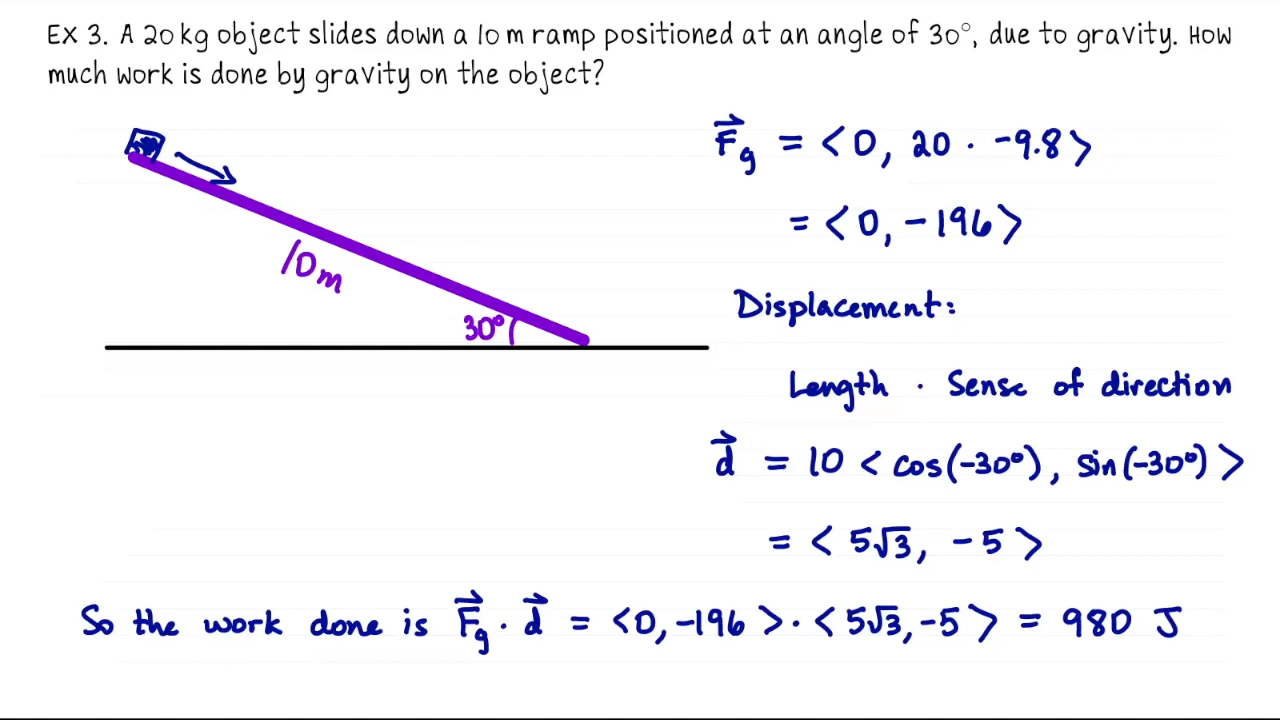 EX 3. A 20 kg object slides down a 10 m ramp positioned at an angle of 30°, due to gravity. How
much work is done by gravity on the object?
10 m
30°
F⃗g = <0, 20 · -9.8>
= <0, -196>
Displacement:
Length · Sense of direction
d⃗ = 10 < cos(-30°), sin(-30°) >
= < 5√3, -5 >
So the work done is F⃗g · d⃗ = <0, -196> · <5√3, -5> = 980 J